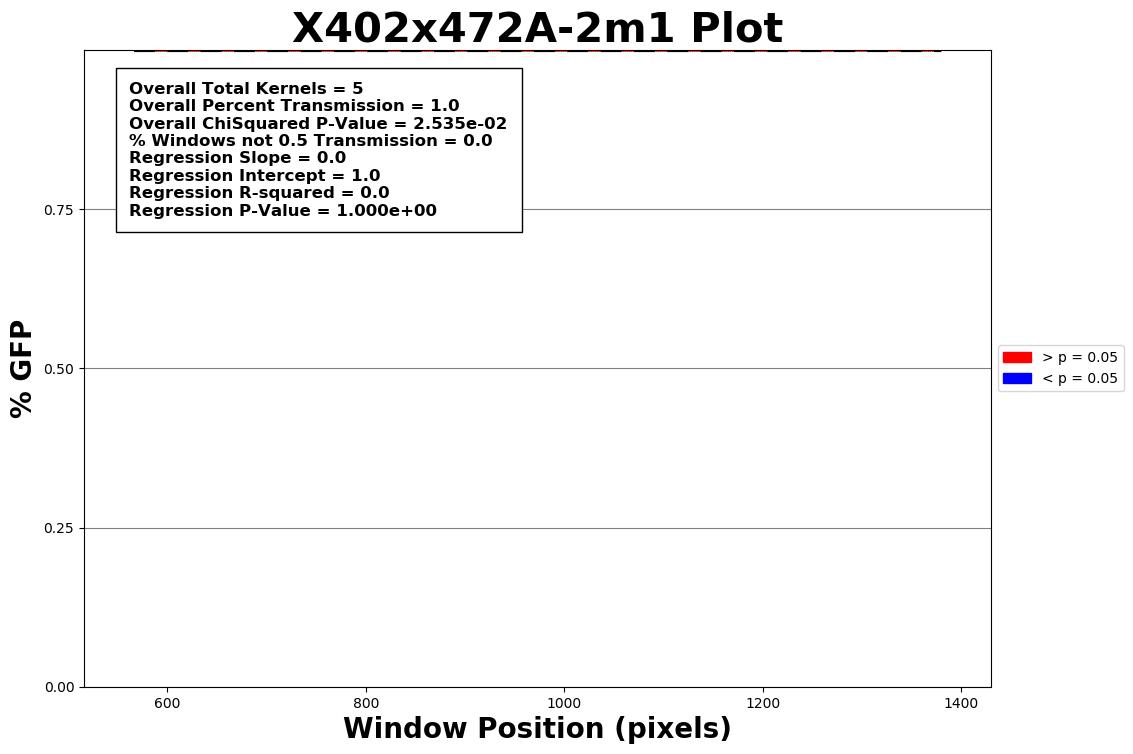 X402x472A-2m1 Plot
Overall Total Kernels = 5
Overall Percent Transmission = 1.0
Overall ChiSquared P-Value = 2.535e-02
% Windows not 0.5 Transmission = 0.0
Regression Slope = 0.0
Regression Intercept = 1.0
Regression R-squared = 0.0
Regression P-Value = 1.000e+00
% GFP
0.75
0.50
0.25
0.00
600 800 1000 1200 1400
Window Position (pixels)
> p = 0.05
< p = 0.05